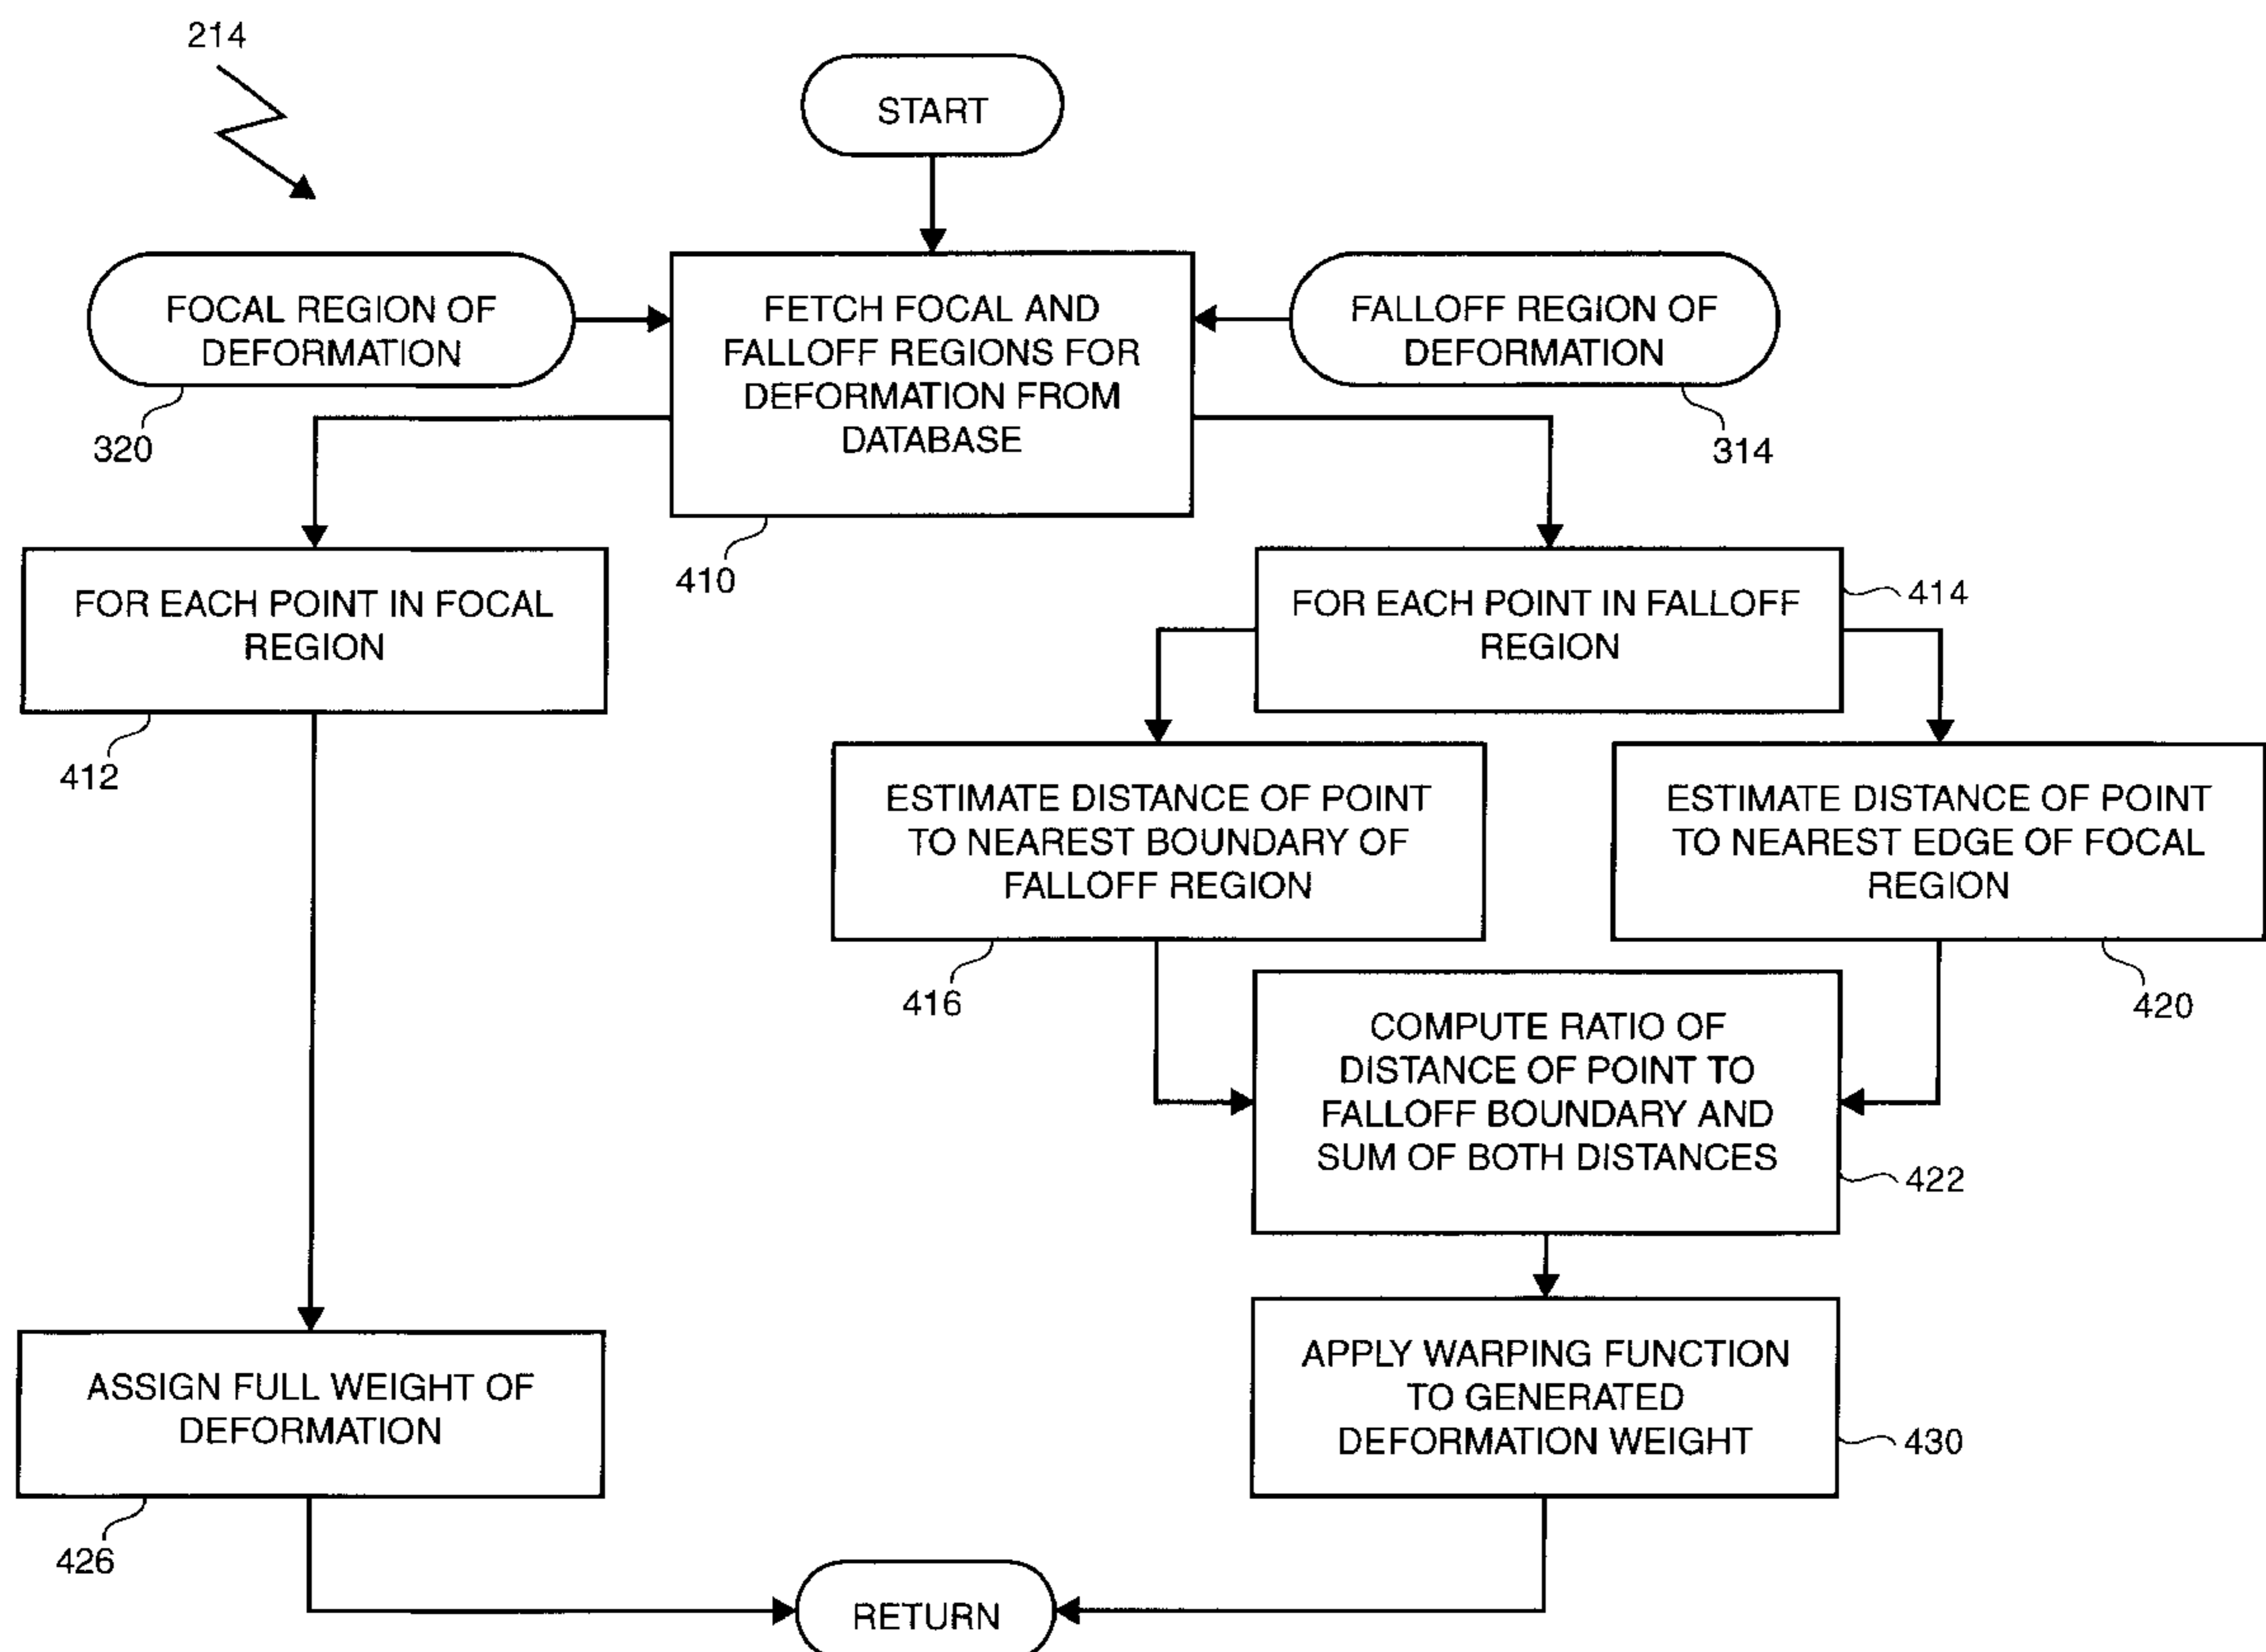 214
START
FOCAL REGION OF
DEFORMATION
320
FETCH FOCAL AND
FALLOFF REGIONS FOR
DEFORMATION FROM
DATABASE
410
FALLOFF REGION OF
DEFORMATION
314
FOR EACH POINT IN FOCAL
REGION
412
FOR EACH POINT IN FALLOFF
REGION
414
ESTIMATE DISTANCE OF POINT
TO NEAREST BOUNDARY OF
FALLOFF REGION
416
ESTIMATE DISTANCE OF POINT
TO NEAREST EDGE OF FOCAL
REGION
420
COMPUTE RATIO OF
DISTANCE OF POINT TO
FALLOFF BOUNDARY AND
SUM OF BOTH DISTANCES
422
ASSIGN FULL WEIGHT OF
DEFORMATION
426
APPLY WARPING FUNCTION
TO GENERATED
DEFORMATION WEIGHT
430
RETURN